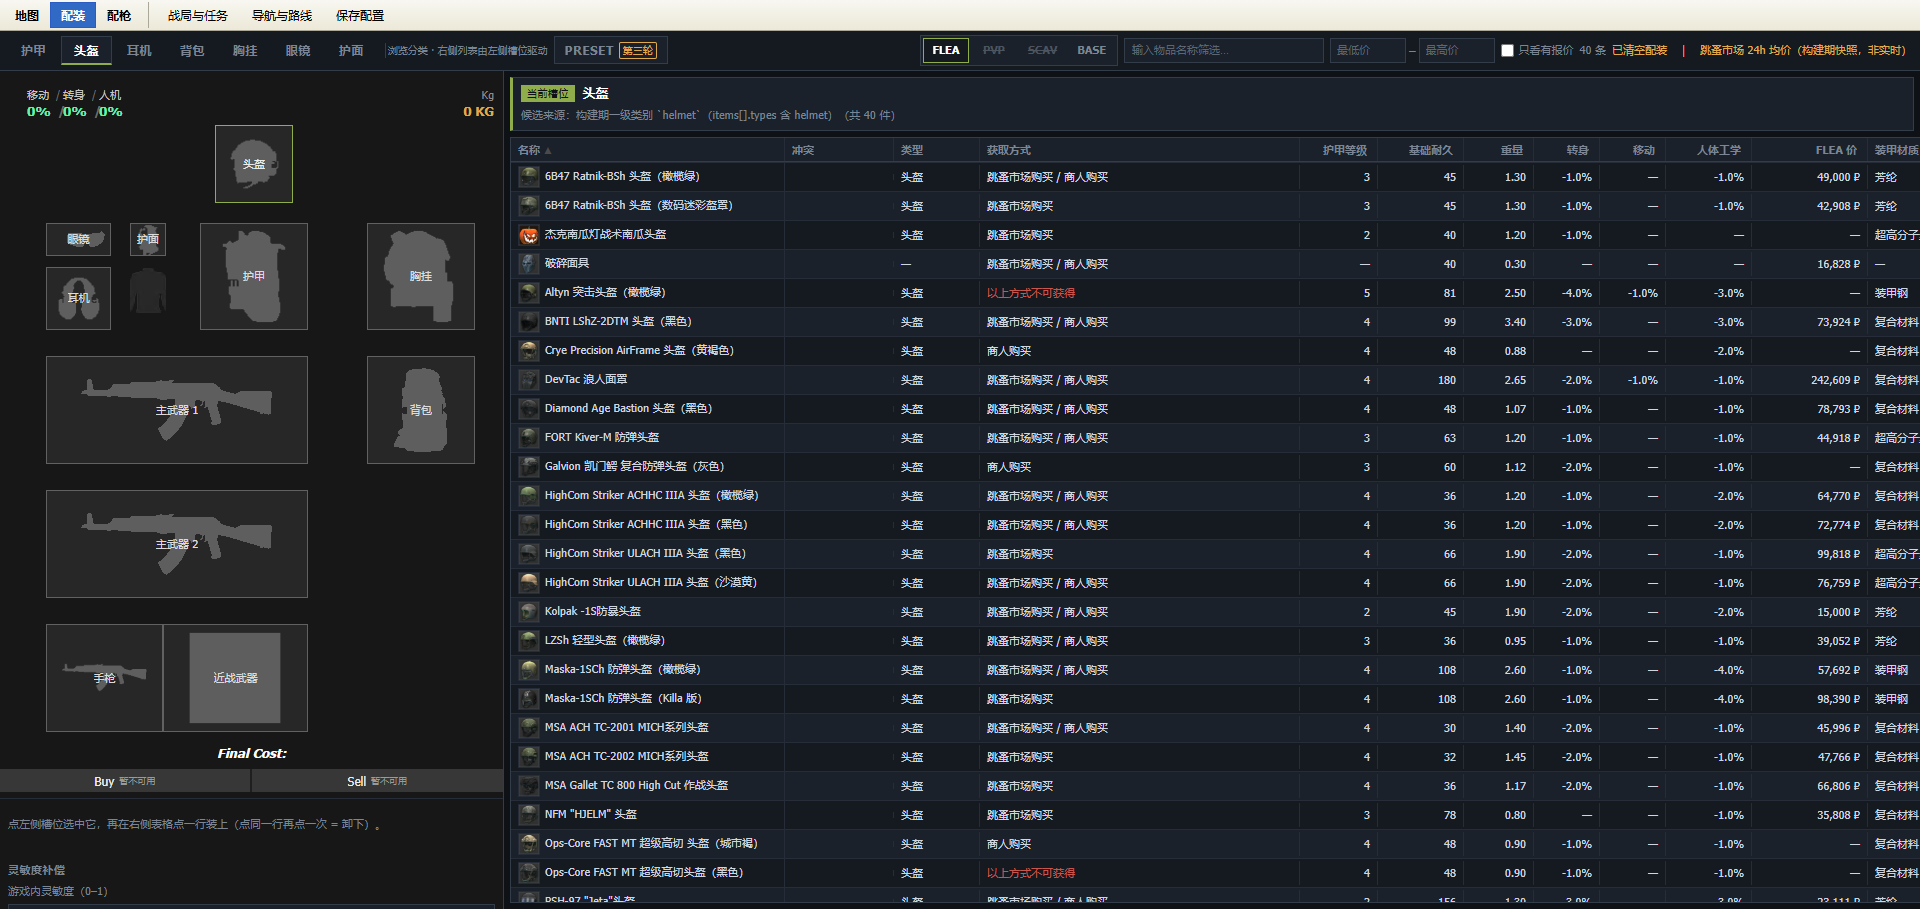 地图 配装 配枪 战局与任务 导航与路线 保存配置
护甲 头盔 耳机 背包 胸挂 眼镜 护面 浏览分类 · 右侧列表由左侧槽位驱动 PRESET 第三轮 FLEA PVP SCAV BASE 输入物品名称筛选... 最低价 – 最高价 只看有报价 40 条 已清空配装 | 跳蚤市场 24h 均价（构建期快照，非实时）
移动 / 转身 / 人机 Kg
0% /0% /0% 0 KG
头盔
眼镜 护面 护甲 胸挂
耳机
主武器 1 背包
主武器 2
手枪 近战武器
Final Cost:
Buy 暂不可用 Sell 暂不可用
点左侧槽位选中它，再在右侧表格点一行装上（点同一行再点一次 = 卸下）。
灵敏度补偿
游戏内灵敏度（0–1）
当前槽位 头盔
候选来源：构建期一级类别 `helmet`（items[].types 含 helmet）（共 40 件）
名称 ▲ 冲突 类型 获取方式 护甲等级 基础耐久 重量 转身 移动 人体工学 FLEA 价 装甲材质
6B47 Ratnik-BSh 头盔（橄榄绿） 头盔 跳蚤市场购买 / 商人购买 3 45 1.30 -1.0% — -1.0% 49,000 ₽ 芳纶
6B47 Ratnik-BSh 头盔（数码迷彩盔罩） 头盔 跳蚤市场购买 3 45 1.30 -1.0% — -1.0% 42,908 ₽ 芳纶
杰克南瓜灯战术南瓜头盔 头盔 跳蚤市场购买 2 40 1.20 -1.0% — — — 超高分子
破碎面具 — 跳蚤市场购买 / 商人购买 — 40 0.30 — — — 16,828 ₽ —
Altyn 突击头盔（橄榄绿） 头盔 以上方式不可获得 5 81 2.50 -4.0% -1.0% -3.0% — 装甲钢
BNTI LShZ-2DTM 头盔（黑色） 头盔 跳蚤市场购买 / 商人购买 4 99 3.40 -3.0% — -3.0% 73,924 ₽ 复合材料
Crye Precision AirFrame 头盔（黄褐色） 头盔 商人购买 4 48 0.88 — — -2.0% — 复合材料
DevTac 浪人面罩 头盔 跳蚤市场购买 / 商人购买 4 180 2.65 -2.0% -1.0% -1.0% 242,609 ₽ 复合材料
Diamond Age Bastion 头盔（黑色） 头盔 跳蚤市场购买 / 商人购买 4 48 1.07 -1.0% — -1.0% 78,793 ₽ 复合材料
FORT Kiver-M 防弹头盔 头盔 跳蚤市场购买 / 商人购买 3 63 1.20 -1.0% — -1.0% 44,918 ₽ 超高分子
Galvion 凯门鳄 复合防弹头盔（灰色） 头盔 商人购买 3 60 1.12 -2.0% — -1.0% — 复合材料
HighCom Striker ACHHC IIIA 头盔（橄榄绿） 头盔 跳蚤市场购买 / 商人购买 4 36 1.20 -1.0% — -2.0% 64,770 ₽ 复合材料
HighCom Striker ACHHC IIIA 头盔（黑色） 头盔 跳蚤市场购买 / 商人购买 4 36 1.20 -1.0% — -2.0% 72,774 ₽ 复合材料
HighCom Striker ULACH IIIA 头盔（黑色） 头盔 跳蚤市场购买 4 66 1.90 -2.0% — -1.0% 99,818 ₽ 超高分子
HighCom Striker ULACH IIIA 头盔（沙漠黄） 头盔 跳蚤市场购买 / 商人购买 4 66 1.90 -2.0% — -1.0% 76,759 ₽ 超高分子
Kolpak -1S防暴头盔 头盔 跳蚤市场购买 / 商人购买 2 45 1.90 -2.0% — -2.0% 15,000 ₽ 芳纶
LZSh 轻型头盔（橄榄绿） 头盔 跳蚤市场购买 / 商人购买 3 36 0.95 -1.0% — -1.0% 39,052 ₽ 芳纶
Maska-1SCh 防弹头盔（橄榄绿） 头盔 跳蚤市场购买 / 商人购买 4 108 2.60 -1.0% — -4.0% 57,692 ₽ 装甲钢
Maska-1SCh 防弹头盔（Killa 版） 头盔 跳蚤市场购买 4 108 2.60 -1.0% — -4.0% 98,390 ₽ 装甲钢
MSA ACH TC-2001 MICH系列头盔 头盔 跳蚤市场购买 / 商人购买 4 30 1.40 -2.0% — -1.0% 45,996 ₽ 复合材料
MSA ACH TC-2002 MICH系列头盔 头盔 跳蚤市场购买 4 32 1.45 -2.0% — -1.0% 47,766 ₽ 复合材料
MSA Gallet TC 800 High Cut 作战头盔 头盔 跳蚤市场购买 4 36 1.17 -2.0% — -1.0% 66,806 ₽ 复合材料
NFM "HJELM" 头盔 头盔 跳蚤市场购买 3 78 0.80 — — -1.0% 35,808 ₽ 复合材料
Ops-Core FAST MT 超级高切 头盔（城市褐） 头盔 商人购买 4 48 0.90 -1.0% — -1.0% — 复合材料
Ops-Core FAST MT 超级高切头盔（黑色） 头盔 以上方式不可获得 4 48 0.90 -1.0% — -1.0% — 复合材料
PSH-97 "Jeta"头盔 头盔 跳蚤市场购买 / 商人购买 2 156 1.30 -3.0% — -3.0% 23,111 ₽ 芳纶